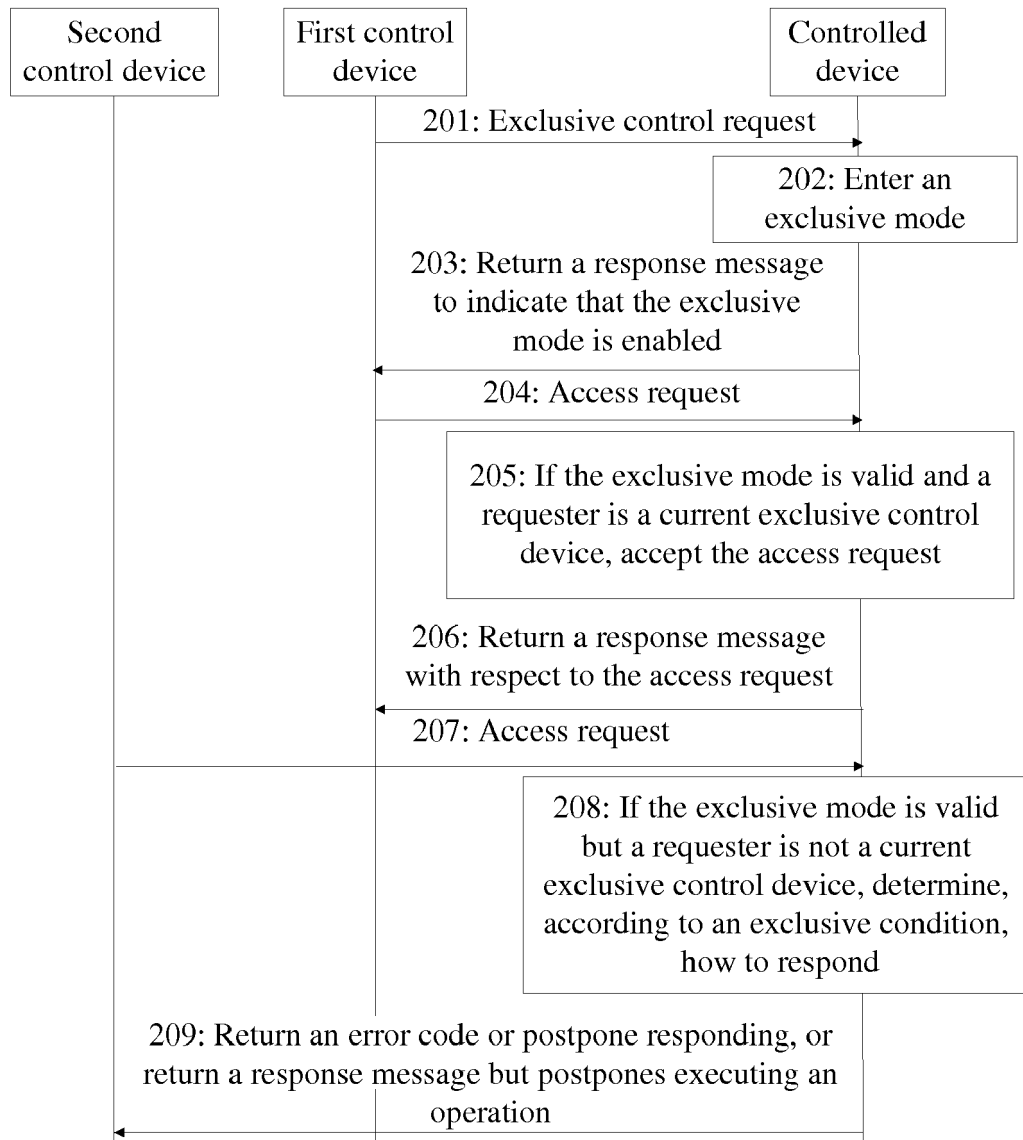 Second
control device
First control
device
Controlled
device
201: Exclusive control request
202: Enter an
exclusive mode
203: Return a response message
to indicate that the exclusive
mode is enabled
204: Access request
205: If the exclusive mode is valid and a
requester is a current exclusive control
device, accept the access request
206: Return a response message
with respect to the access request
207: Access request
208: If the exclusive mode is valid
but a requester is not a current
exclusive control device, determine,
according to an exclusive condition,
how to respond
209: Return an error code or postpone responding, or
return a response message but postpones executing an
operation